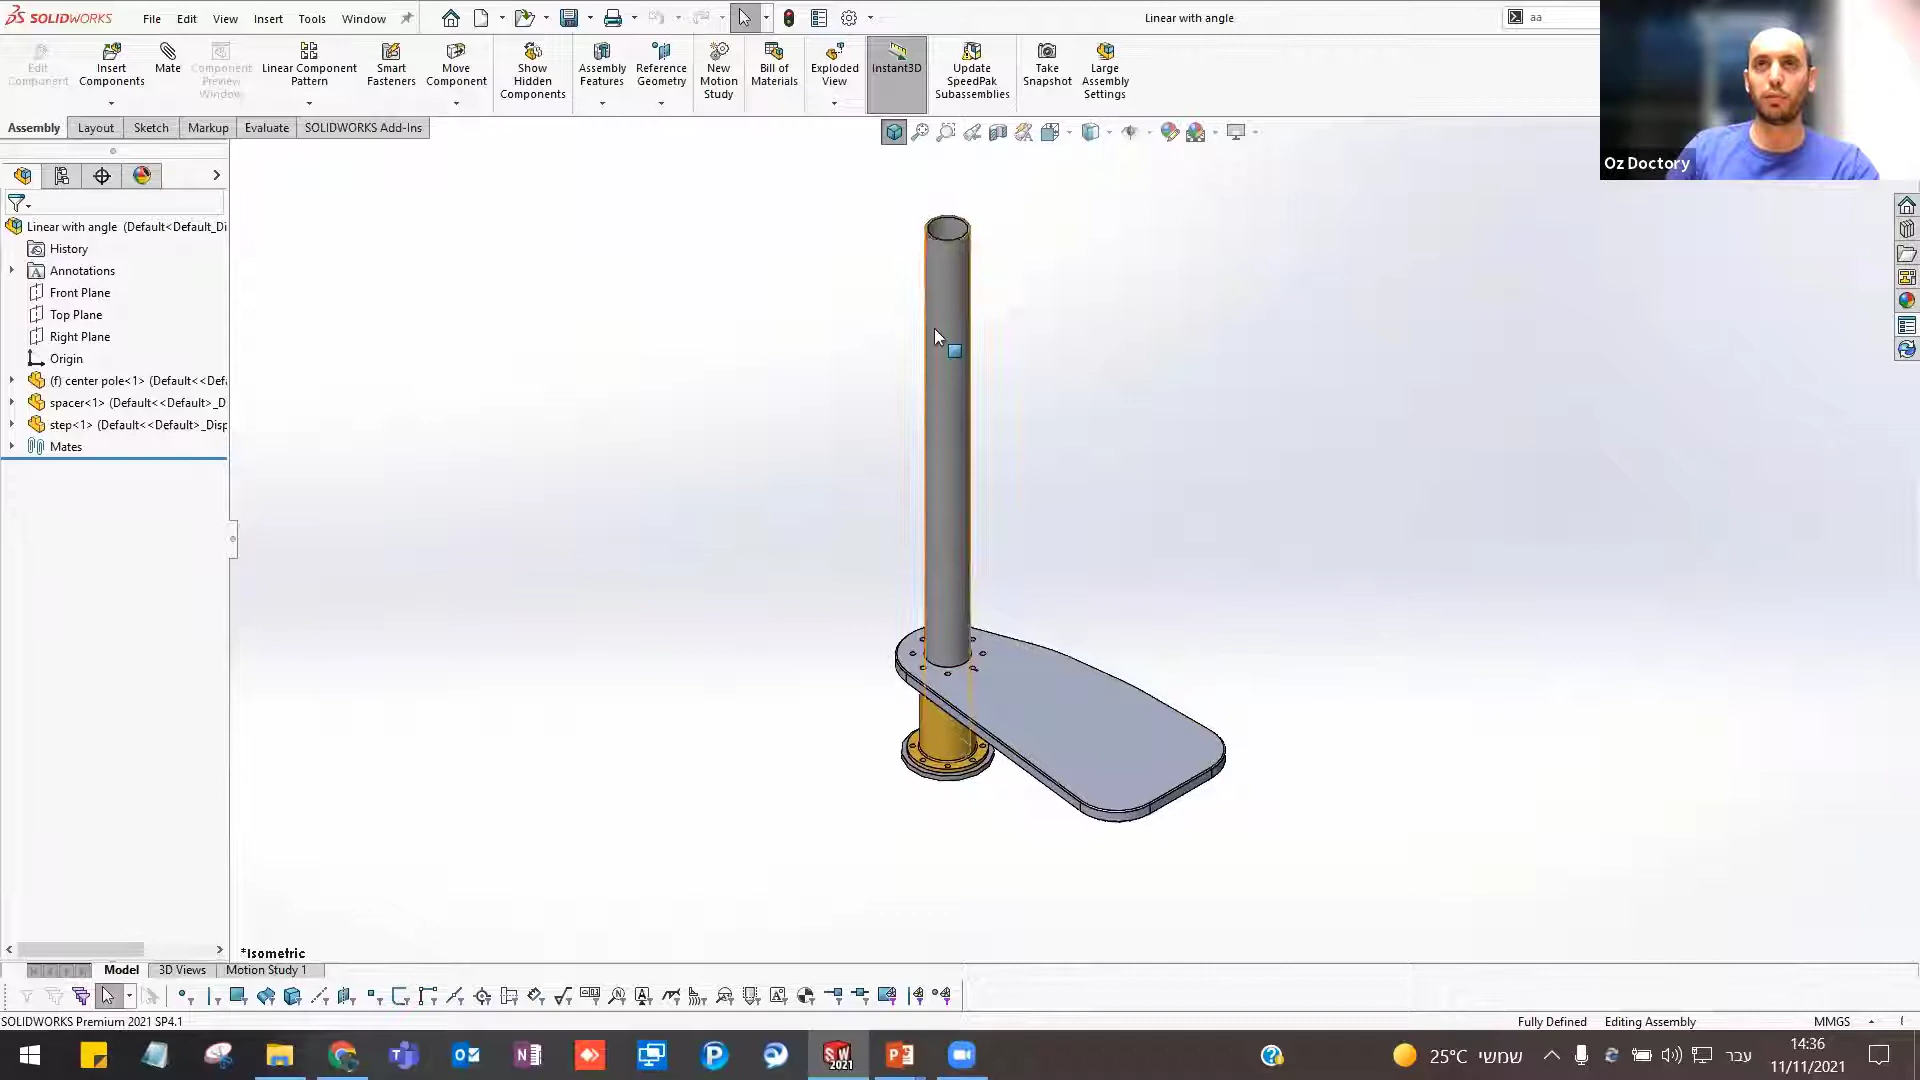 SOLIDWORKS
File Edit View Insert Tools Window
Linear with angle
aa
Edit Component
Insert Components
Mate
Component Preview Window
Linear Component Pattern
Smart Fasteners
Move Component
Show Hidden Components
Assembly Features
Reference Geometry
New Motion Study
Bill of Materials
Exploded View
Instant3D
Update SpeedPak Subassemblies
Take Snapshot
Large Assembly Settings
Assembly Layout Sketch Markup Evaluate SOLIDWORKS Add-Ins
Oz Doctory
Linear with angle (Default<Default_Di
History
Annotations
Front Plane
Top Plane
Right Plane
Origin
(f) center pole<1> (Default<<Def
spacer<1> (Default<<Default>_D
step<1> (Default<<Default>_Disp
Mates
*Isometric
Model 3D Views Motion Study 1
SOLIDWORKS Premium 2021 SP4.1
Fully Defined Editing Assembly MMGS
25°C שמשי
עבר
14:36
11/11/2021